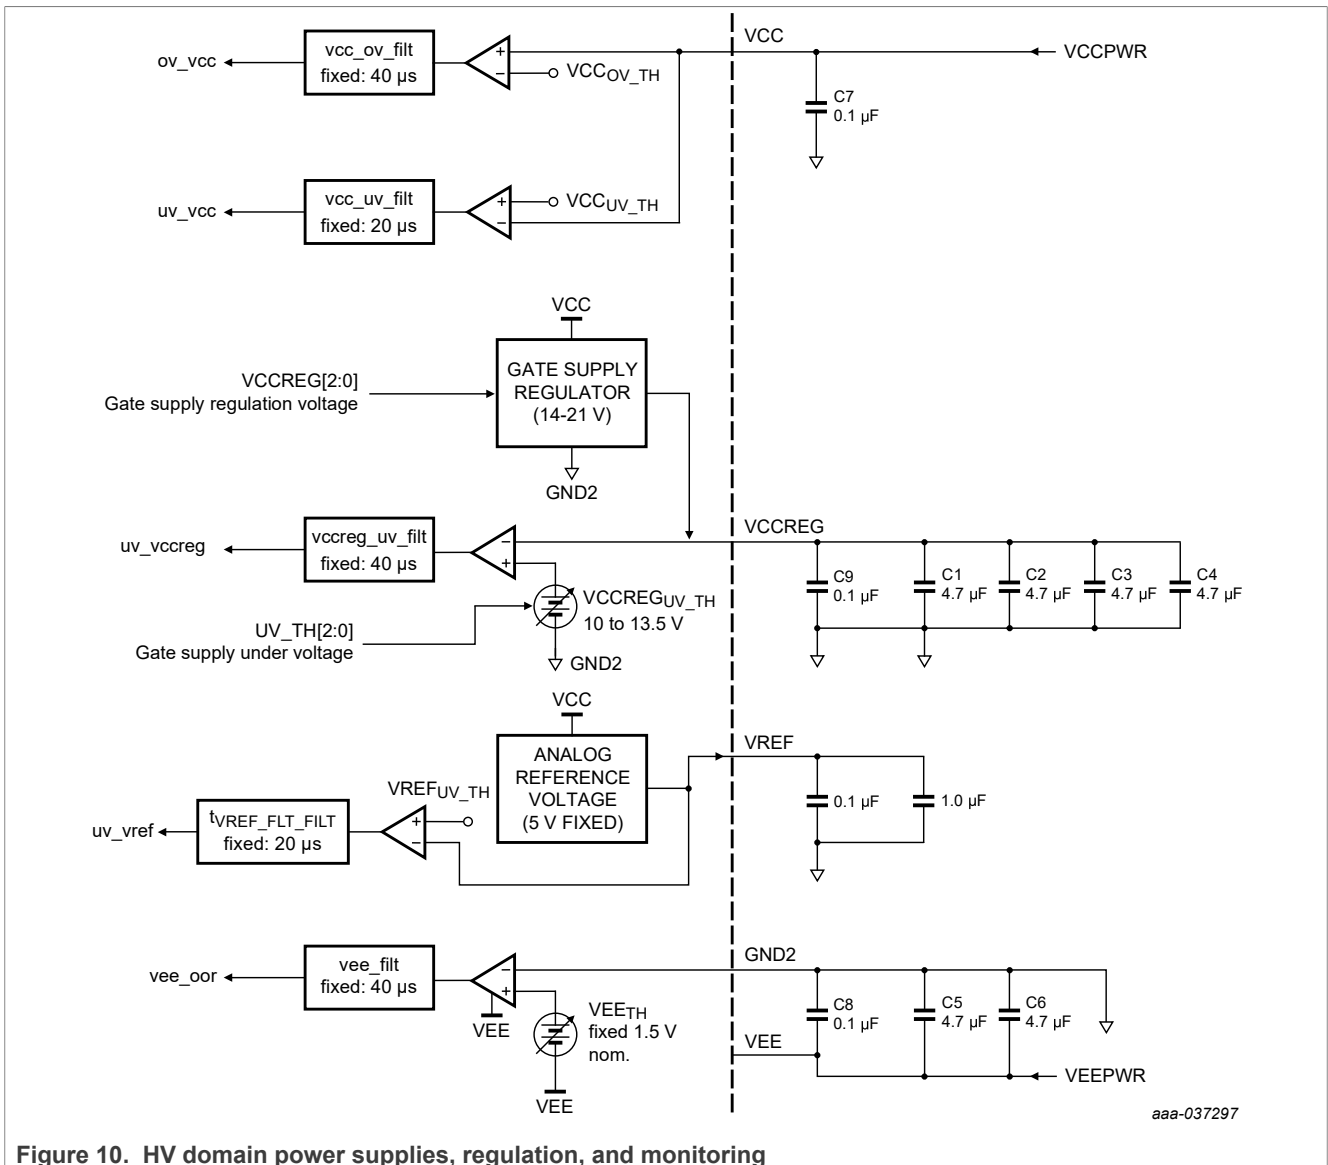 ov_vcc
vcc_ov_filt
fixed: 40 µs
+
−
VCCOV_TH
VCC
VCCPWR
C7
0.1 µF
uv_vcc
vcc_uv_filt
fixed: 20 µs
+
−
VCCUV_TH
VCC
VCCREG[2:0]
Gate supply regulation voltage
GATE SUPPLY
REGULATOR
(14-21 V)
GND2
uv_vccreg
vccreg_uv_filt
fixed: 40 µs
−
+
VCCREG
VCCREGUV_TH
10 to 13.5 V
UV_TH[2:0]
Gate supply under voltage
GND2
C9
0.1 µF
C1
4.7 µF
C2
4.7 µF
C3
4.7 µF
C4
4.7 µF
VCC
ANALOG
REFERENCE
VOLTAGE
(5 V FIXED)
VREF
0.1 µF
1.0 µF
uv_vref
tVREF_FLT_FILT
fixed: 20 µs
VREFUV_TH
+
−
vee_oor
vee_filt
fixed: 40 µs
−
+
VEE
VEETH
fixed 1.5 V
nom.
VEE
GND2
C8
0.1 µF
C5
4.7 µF
C6
4.7 µF
VEE
VEEPWR
aaa-037297
Figure 10. HV domain power supplies, regulation, and monitoring